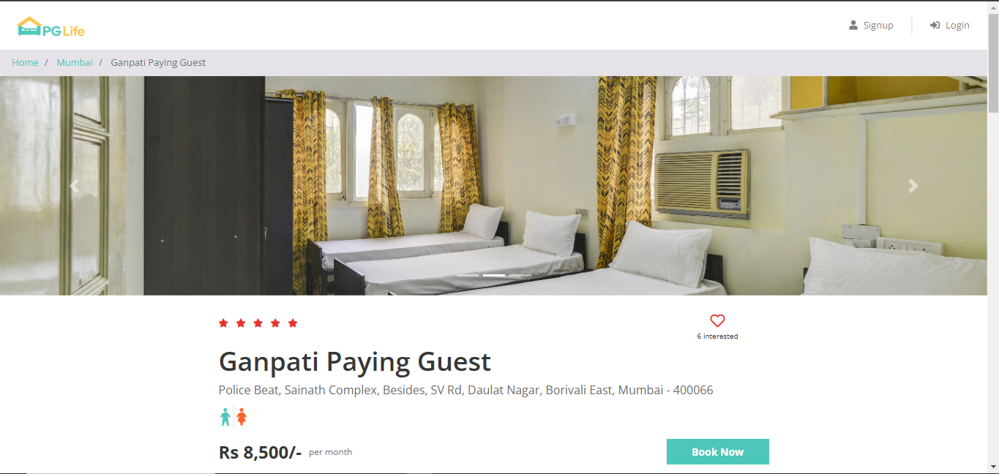 PG Life
Signup
Login
Home / Mumbai / Ganpati Paying Guest
6 interested
Ganpati Paying Guest
Police Beat, Sainath Complex, Besides, SV Rd, Daulat Nagar, Borivali East, Mumbai - 400066
Rs 8,500/- per month
Book Now